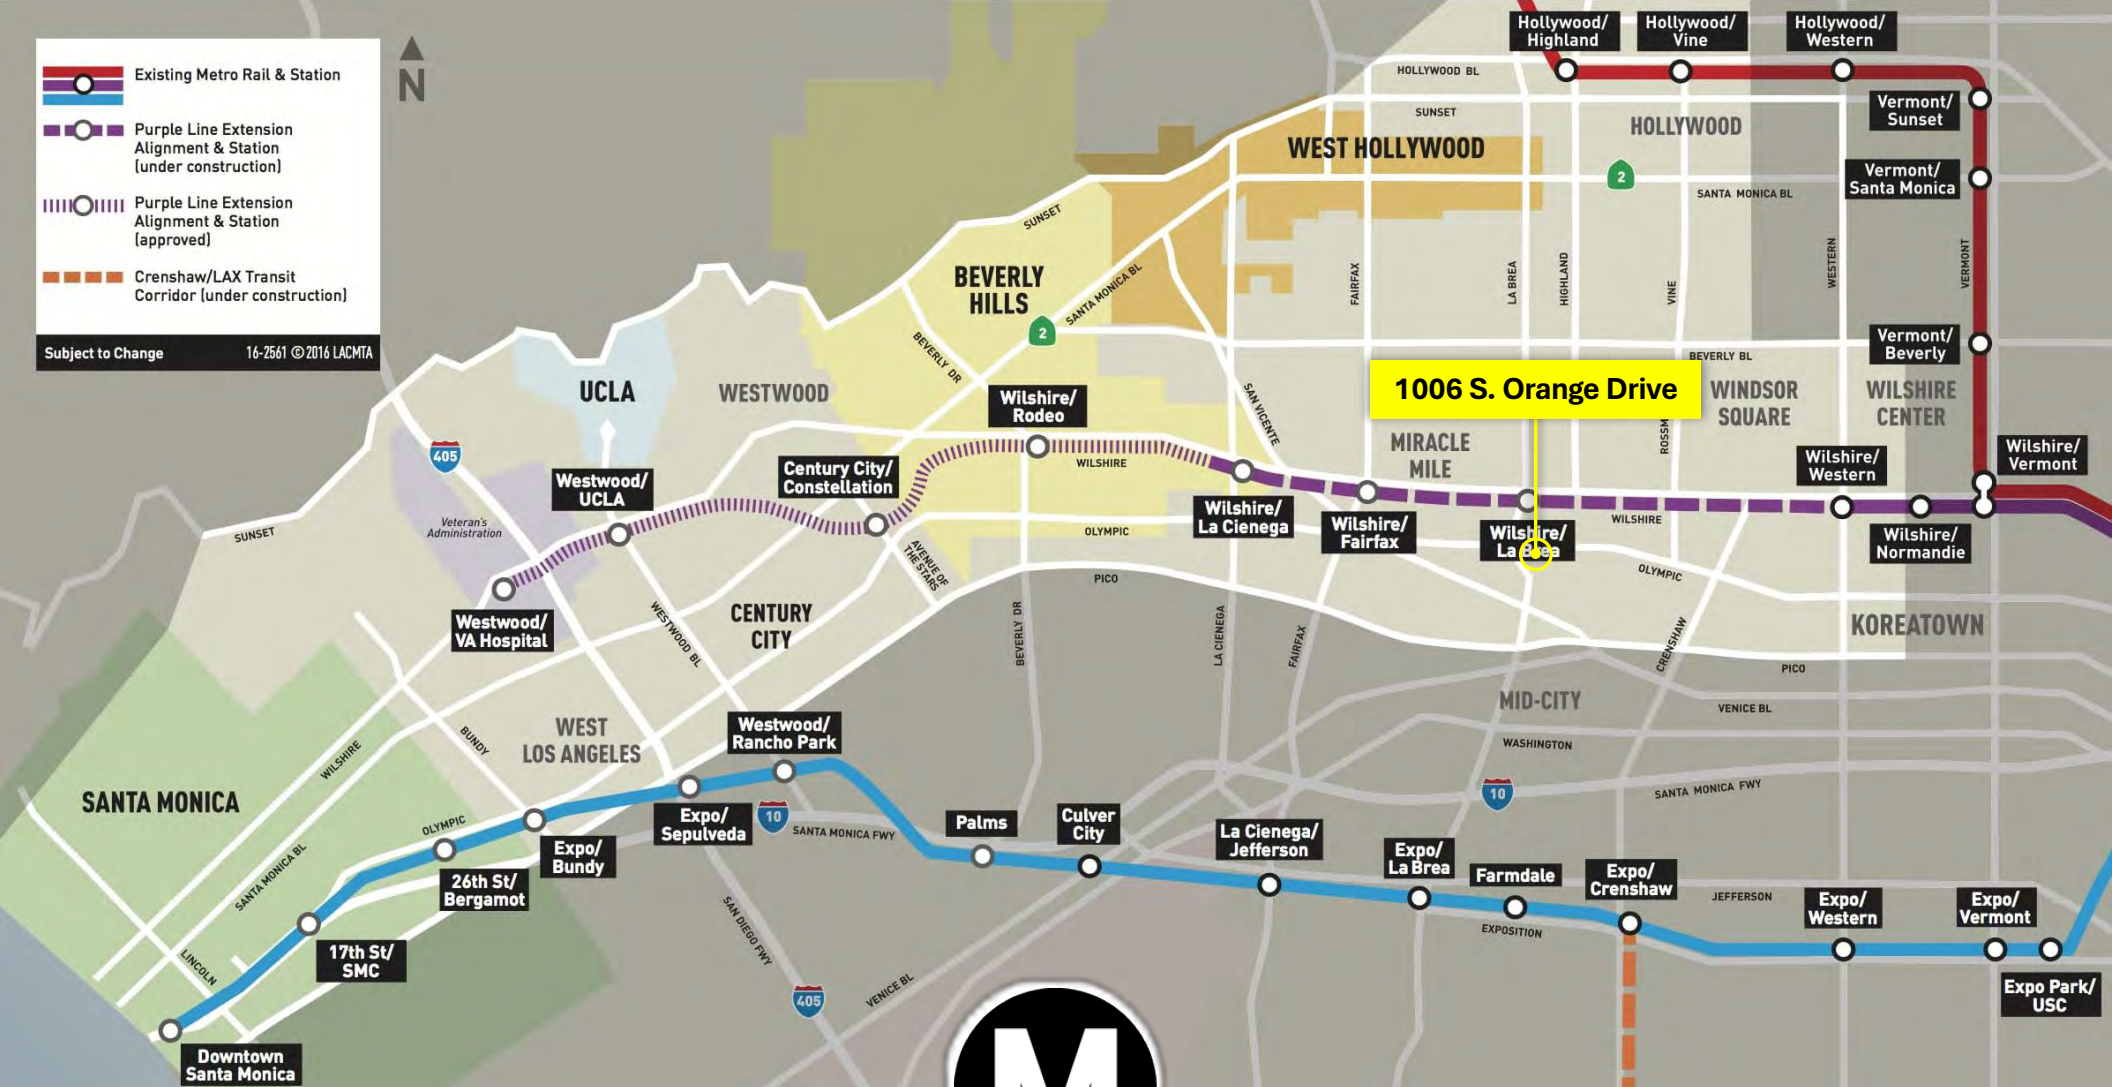 Existing Metro Rail & Station
Purple Line Extension
Alignment & Station
(under construction)
Purple Line Extension
Alignment & Station
(approved)
Crenshaw/LAX Transit
Corridor (under construction)
Subject to Change
16-2561 © 2016 LACMTA
N
Hollywood/
Highland
Hollywood/
Vine
Hollywood/
Western
HOLLYWOOD BL
SUNSET
HOLLYWOOD
Vermont/
Sunset
WEST HOLLYWOOD
2
SANTA MONICA BL
Vermont/
Santa Monica
SUNSET
BEVERLY
HILLS
SANTA MONICA BL
2
FAIRFAX
LA BREA
HIGHLAND
VINE
WESTERN
VERMONT
BEVERLY DR
BEVERLY BL
Vermont/
Beverly
1006 S. Orange Drive
UCLA
WESTWOOD
Wilshire/
Rodeo
SAN VICENTE
MIRACLE
MILE
ROSSM
WINDSOR
SQUARE
WILSHIRE
CENTER
405
Westwood/
UCLA
Century City/
Constellation
WILSHIRE
Wilshire/
Western
Wilshire/
Vermont
Veteran's
Administration
SUNSET
AVENUE OF
THE STARS
OLYMPIC
Wilshire/
La Cienega
Wilshire/
Fairfax
Wilshire/
La Brea
WILSHIRE
Wilshire/
Normandie
OLYMPIC
PICO
Westwood/
VA Hospital
WESTWOOD BL
CENTURY
CITY
BEVERLY DR
LA CIENEGA
FAIRFAX
CRENSHAW
KOREATOWN
PICO
MID-CITY
VENICE BL
WASHINGTON
WILSHIRE
BUNDY
WEST
LOS ANGELES
Westwood/
Rancho Park
SANTA MONICA
10
SANTA MONICA FWY
10
SANTA MONICA FWY
OLYMPIC
SANTA MONICA BL
Expo/
Sepulveda
Palms
Culver
City
La Cienega/
Jefferson
Expo/
La Brea
Farmdale
Expo/
Crenshaw
JEFFERSON
Expo/
Western
Expo/
Vermont
Expo/
Bundy
26th St/
Bergamot
EXPOSITION
SAN DIEGO FWY
LINCOLN
17th St/
SMC
405
VENICE BL
Expo Park/
USC
Downtown
Santa Monica
M